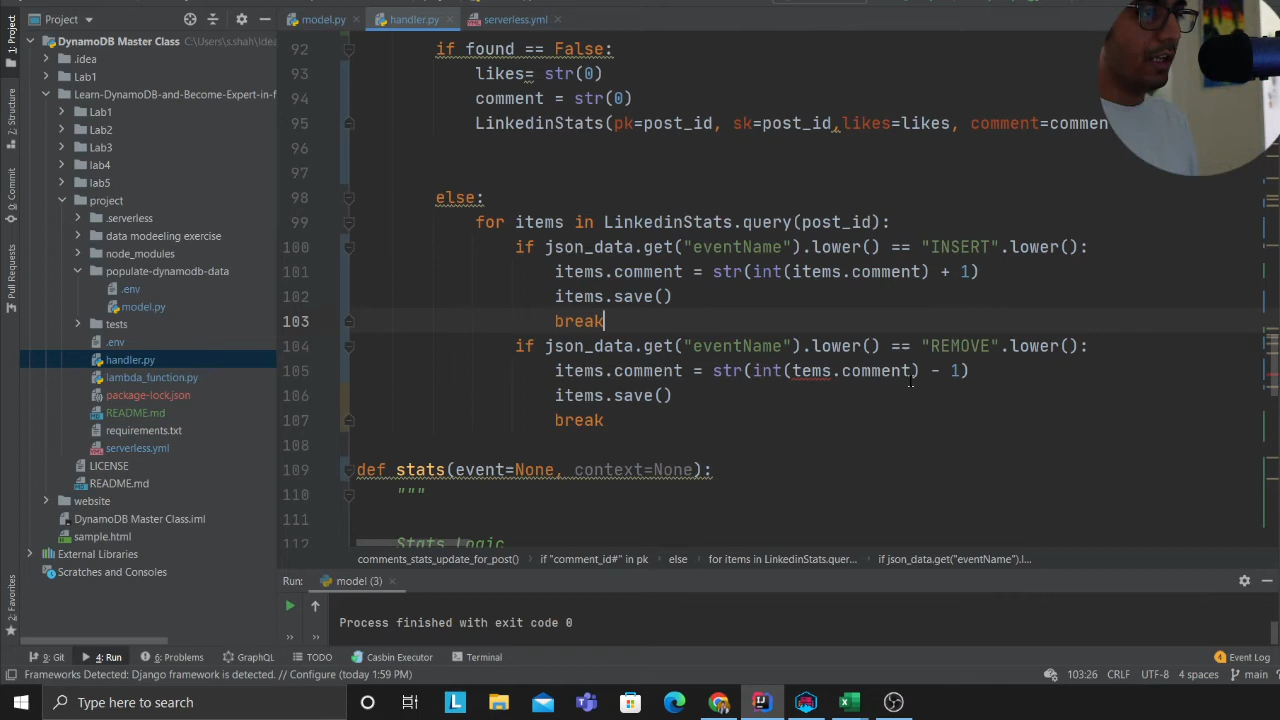 Project
model.py
handler.py
serverless.yml
DynamoDB Master Class C:\Users\s.shah\Idea
.idea
Lab1
Learn-DynamoDB-and-Become-Expert-in-f
Lab1
Lab2
Lab3
lab4
lab5
project
.serverless
data modeeling exercise
node_modules
populate-dynamodb-data
.env
model.py
tests
.env
handler.py
lambda_function.py
package-lock.json
README.md
requirements.txt
serverless.yml
LICENSE
README.md
website
DynamoDB Master Class.iml
sample.html
External Libraries
Scratches and Consoles
1: Project
7: Structure
Commit
Pull Requests
2: Favorites
92 if found == False:
93 likes= str(0)
94 comment = str(0)
95 LinkedinStats(pk=post_id, sk=post_id,likes=likes, comment=commen
96
97
98 else:
99 for items in LinkedinStats.query(post_id):
100 if json_data.get("eventName").lower() == "INSERT".lower():
101 items.comment = str(int(items.comment) + 1)
102 items.save()
103 break
104 if json_data.get("eventName").lower() == "REMOVE".lower():
105 items.comment = str(int(tems.comment) - 1)
106 items.save()
107 break
108
109 def stats(event=None, context=None):
110 """
111
112 Stats Logic
comments_stats_update_for_post() if "comment_id#" in pk else for items in LinkedinStats.quer... if json_data.get("eventName").l...
Run: model (3)
Process finished with exit code 0
9: Git 4: Run 6: Problems GraphQL TODO Casbin Executor Terminal 4 Event Log
Frameworks Detected: Django framework is detected. // Configure (today 1:59 PM) 103:26 CRLF UTF-8 4 spaces main
Type here to search
L